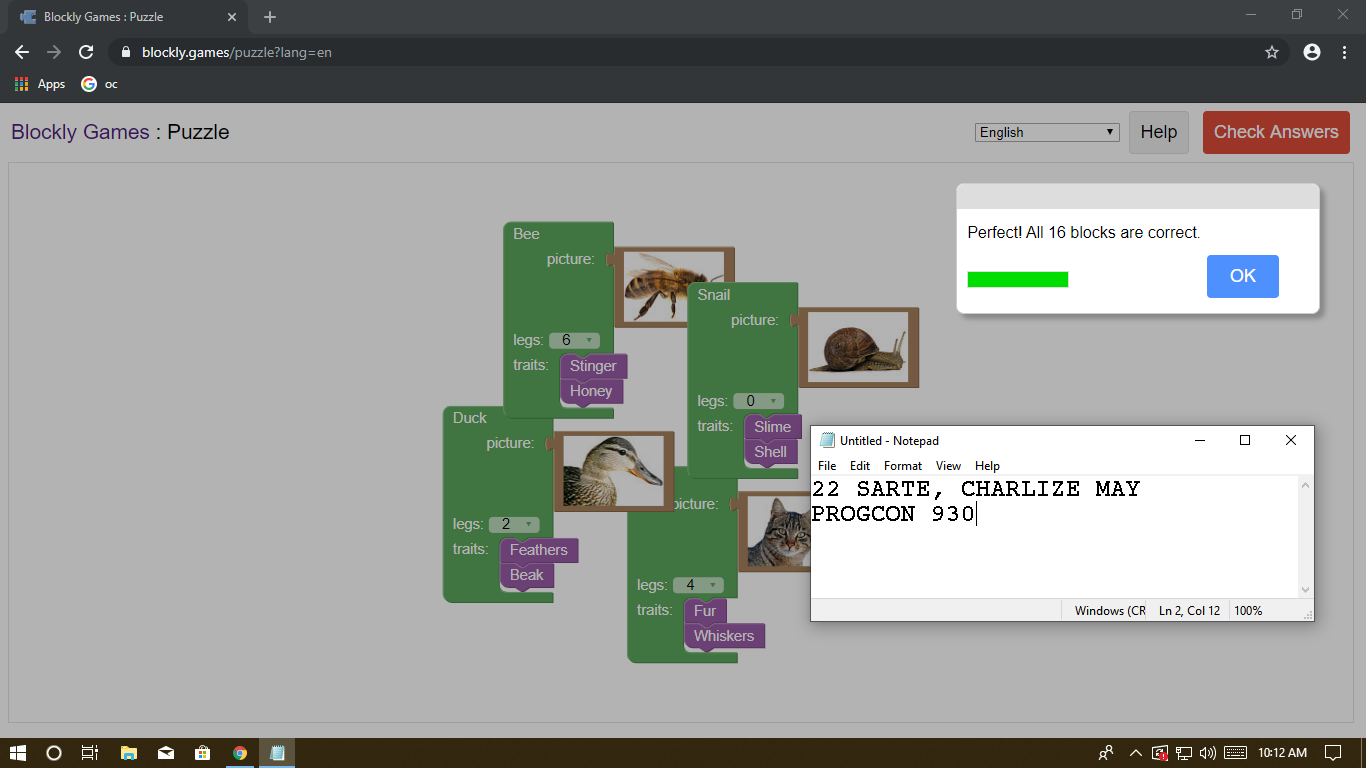 Blockly Games : Puzzle
blockly.games/puzzle?lang=en
Apps
oc
Blockly Games : Puzzle
English
Help
Check Answers
Perfect! All 16 blocks are correct.
OK
Bee
picture:
legs: 6
traits: Stinger
Honey
Snail
picture:
legs: 0
traits: Slime
Shell
Duck
picture:
legs: 2
traits: Feathers
Beak
picture:
legs: 4
traits: Fur
Whiskers
Untitled - Notepad
File Edit Format View Help
22 SARTE, CHARLIZE MAY
PROGCON 930
Windows (CR Ln 2, Col 12 100%
10:12 AM